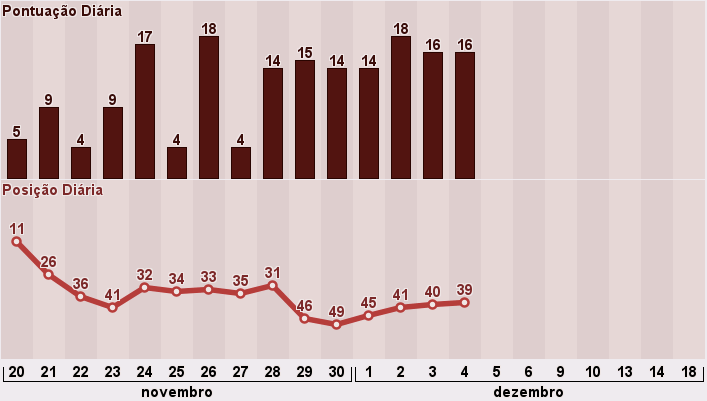 Pontuação Diária
5 9 4 9 17 4 18 4 14 15 14 14 18 16 16
Posição Diária
11 26 36 41 32 34 33 35 31 46 49 45 41 40 39
20 21 22 23 24 25 26 27 28 29 30 1 2 3 4 5 6 9 10 13 14 18
novembro dezembro